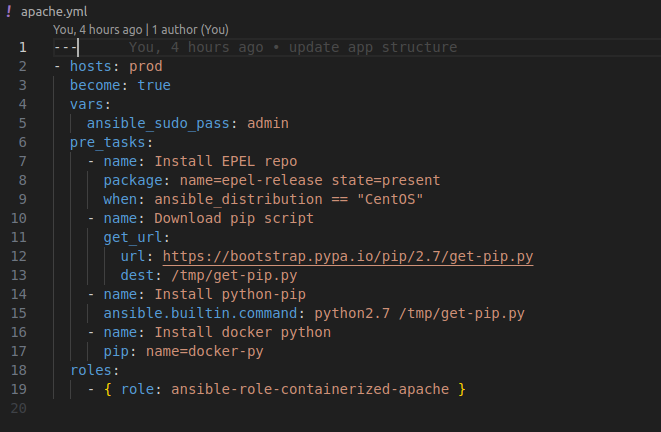 ! apache.yml
You, 4 hours ago | 1 author (You)
1 --- You, 4 hours ago • update app structure
2 - hosts: prod
3   become: true
4   vars:
5     ansible_sudo_pass: admin
6   pre_tasks:
7     - name: Install EPEL repo
8       package: name=epel-release state=present
9       when: ansible_distribution == "CentOS"
10     - name: Download pip script
11       get_url:
12         url: https://bootstrap.pypa.io/pip/2.7/get-pip.py
13         dest: /tmp/get-pip.py
14     - name: Install python-pip
15       ansible.builtin.command: python2.7 /tmp/get-pip.py
16     - name: Install docker python
17       pip: name=docker-py
18   roles:
19     - { role: ansible-role-containerized-apache }
20